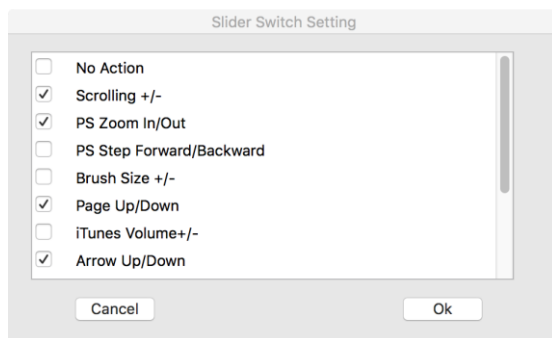 Slider Switch Setting
No Action
Scrolling +/-
PS Zoom In/Out
PS Step Forward/Backward
Brush Size +/-
Page Up/Down
iTunes Volume+/-
Arrow Up/Down
Cancel Ok